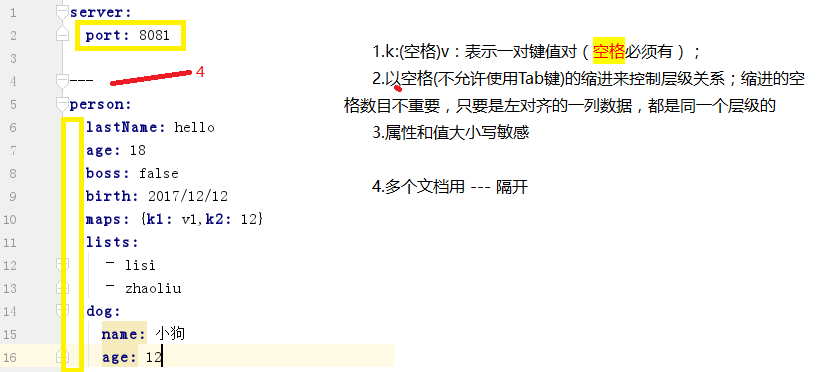 1 server:
2 port: 8081
3
4 ---
4
5 person:
6 lastName: hello
7 age: 18
8 boss: false
9 birth: 2017/12/12
10 maps: {k1: v1,k2: 12}
11 lists:
12 - lisi
13 - zhaoliu
14 dog:
15 name: 小狗
16 age: 12
1.k:(空格)v：表示一对键值对（空格必须有）；
2.以空格(不允许使用Tab键)的缩进来控制层级关系；缩进的空
格数目不重要，只要是左对齐的一列数据，都是同一个层级的
3.属性和值大小写敏感
4.多个文档用 --- 隔开